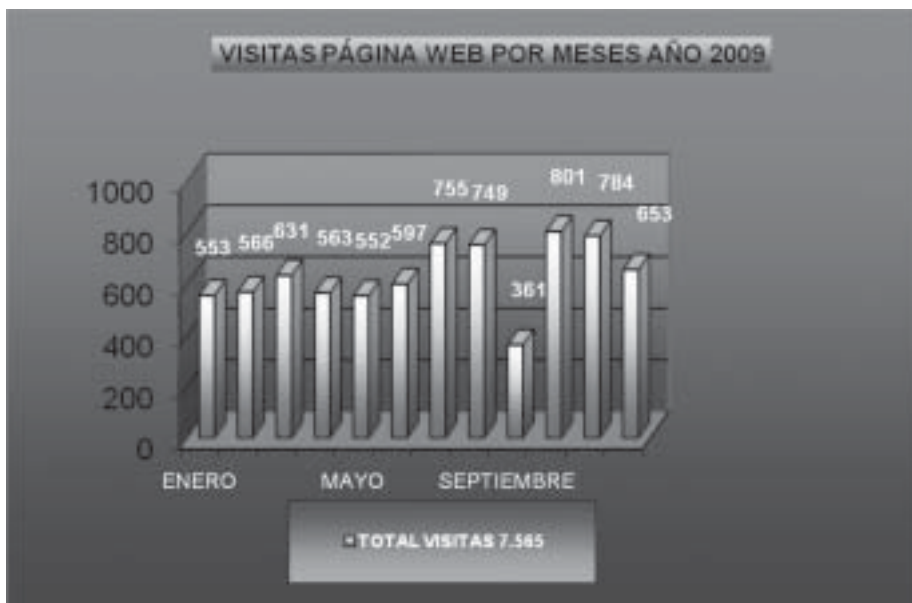 VISITAS PÁGINA WEB POR MESES AÑO 2009
1000
800
600
400
200
0
553 566 631 563 552 597 755 749 361 801 784 653
ENERO MAYO SEPTIEMBRE
TOTAL VISITAS 7.565